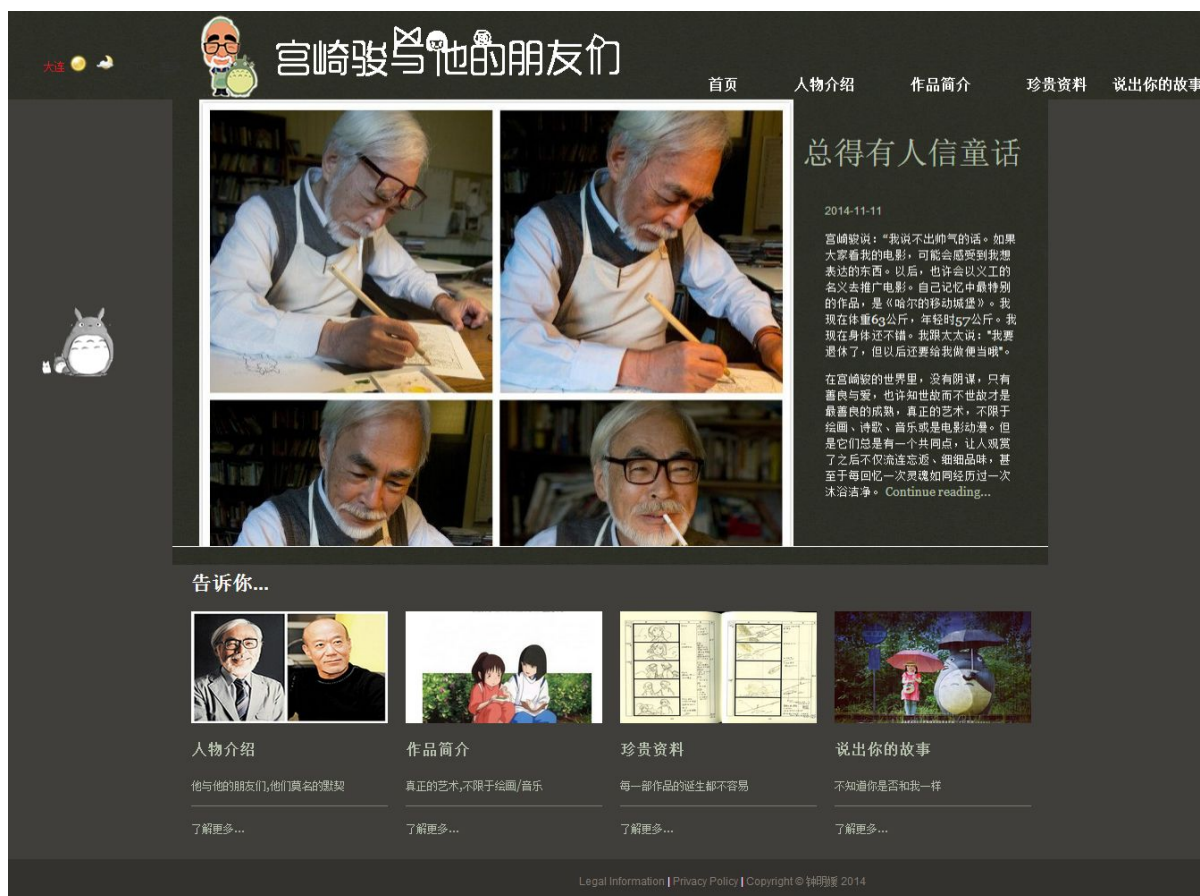 大连
宫崎骏与他的朋友们
首页 人物介绍 作品简介 珍贵资料 说出你的故事
总得有人信童话
2014-11-11
宫崎骏说：“我说不出帅气的话。如果
大家看我的电影，可能会感受到我想
表达的东西。以后，也许会以义工的
名义去推广电影。自己记忆中最特别
的作品，是《哈尔的移动城堡》。我
现在体重63公斤，年轻时57公斤。我
现在身体还不错。我跟太太说："我要
退休了，但以后还要给我做便当哦"。
在宫崎骏的世界里，没有阴谋，只有
善良与爱，也许知世故而不世故才是
最善良的成熟，真正的艺术，不限于
绘画、诗歌、音乐或是电影动漫。但
是它们总是有一个共同点，让人观赏
了之后不仅流连忘返、细细品味，甚
至于每回忆一次灵魂如同经历过一次
沐浴洁净。 Continue reading...
告诉你...
人物介绍 作品简介 珍贵资料 说出你的故事
他与他的朋友们,他们莫名的默契 真正的艺术,不限于绘画/音乐 每一部作品的诞生都不容易 不知道你是否和我一样
了解更多... 了解更多... 了解更多... 了解更多...
Legal Information | Privacy Policy | Copyright © 钟明媛 2014